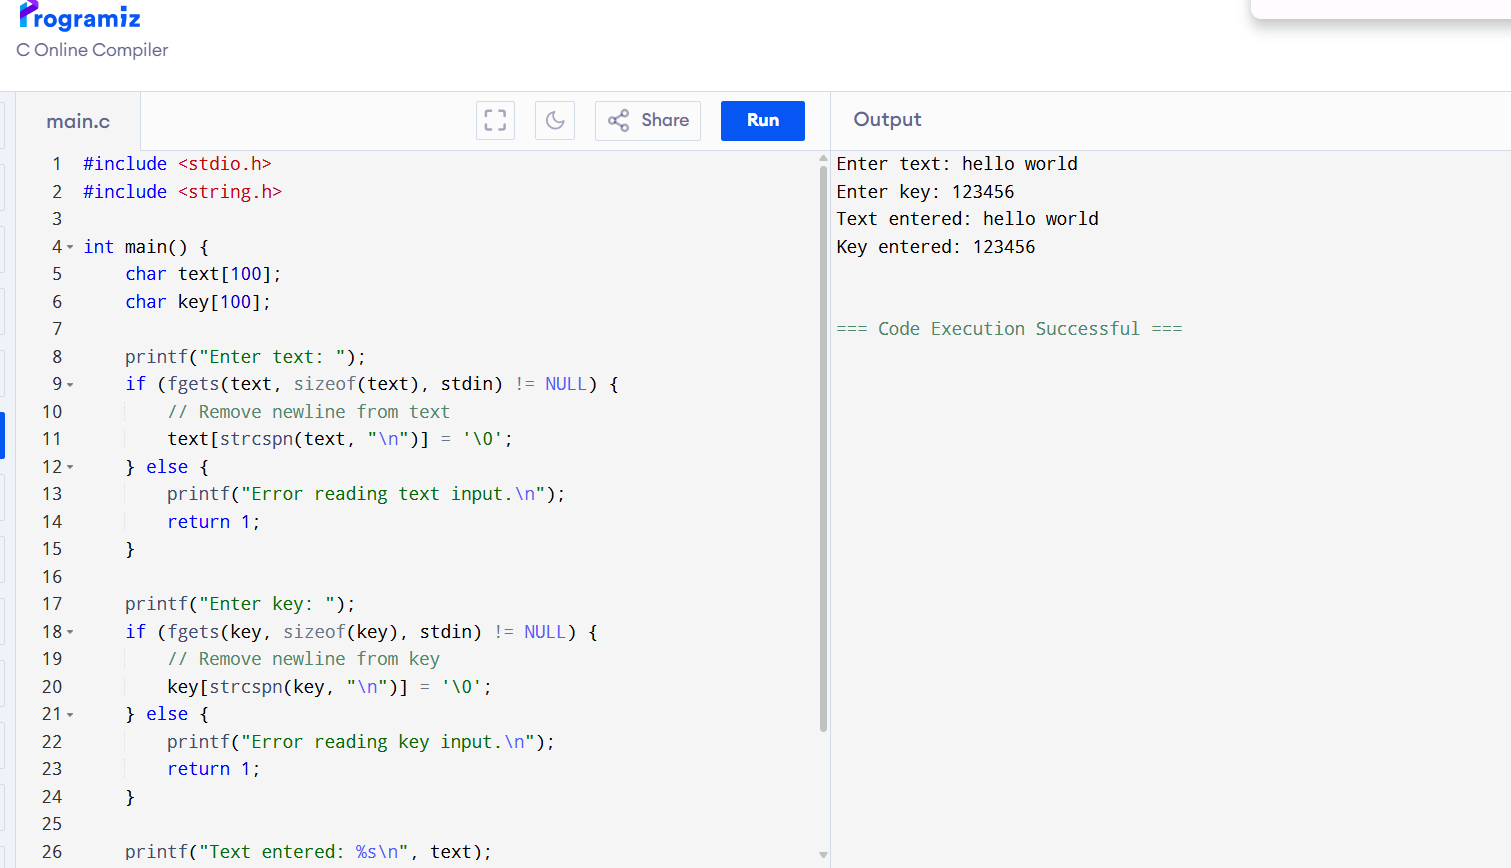 Programiz
C Online Compiler
main.c
Share
Run
Output
1 #include <stdio.h>
2 #include <string.h>
3
4 int main() {
5     char text[100];
6     char key[100];
7
8     printf("Enter text: ");
9     if (fgets(text, sizeof(text), stdin) != NULL) {
10         // Remove newline from text
11         text[strcspn(text, "\n")] = '\0';
12     } else {
13         printf("Error reading text input.\n");
14         return 1;
15     }
16
17     printf("Enter key: ");
18     if (fgets(key, sizeof(key), stdin) != NULL) {
19         // Remove newline from key
20         key[strcspn(key, "\n")] = '\0';
21     } else {
22         printf("Error reading key input.\n");
23         return 1;
24     }
25
26     printf("Text entered: %s\n", text);
Enter text: hello world
Enter key: 123456
Text entered: hello world
Key entered: 123456
=== Code Execution Successful ===